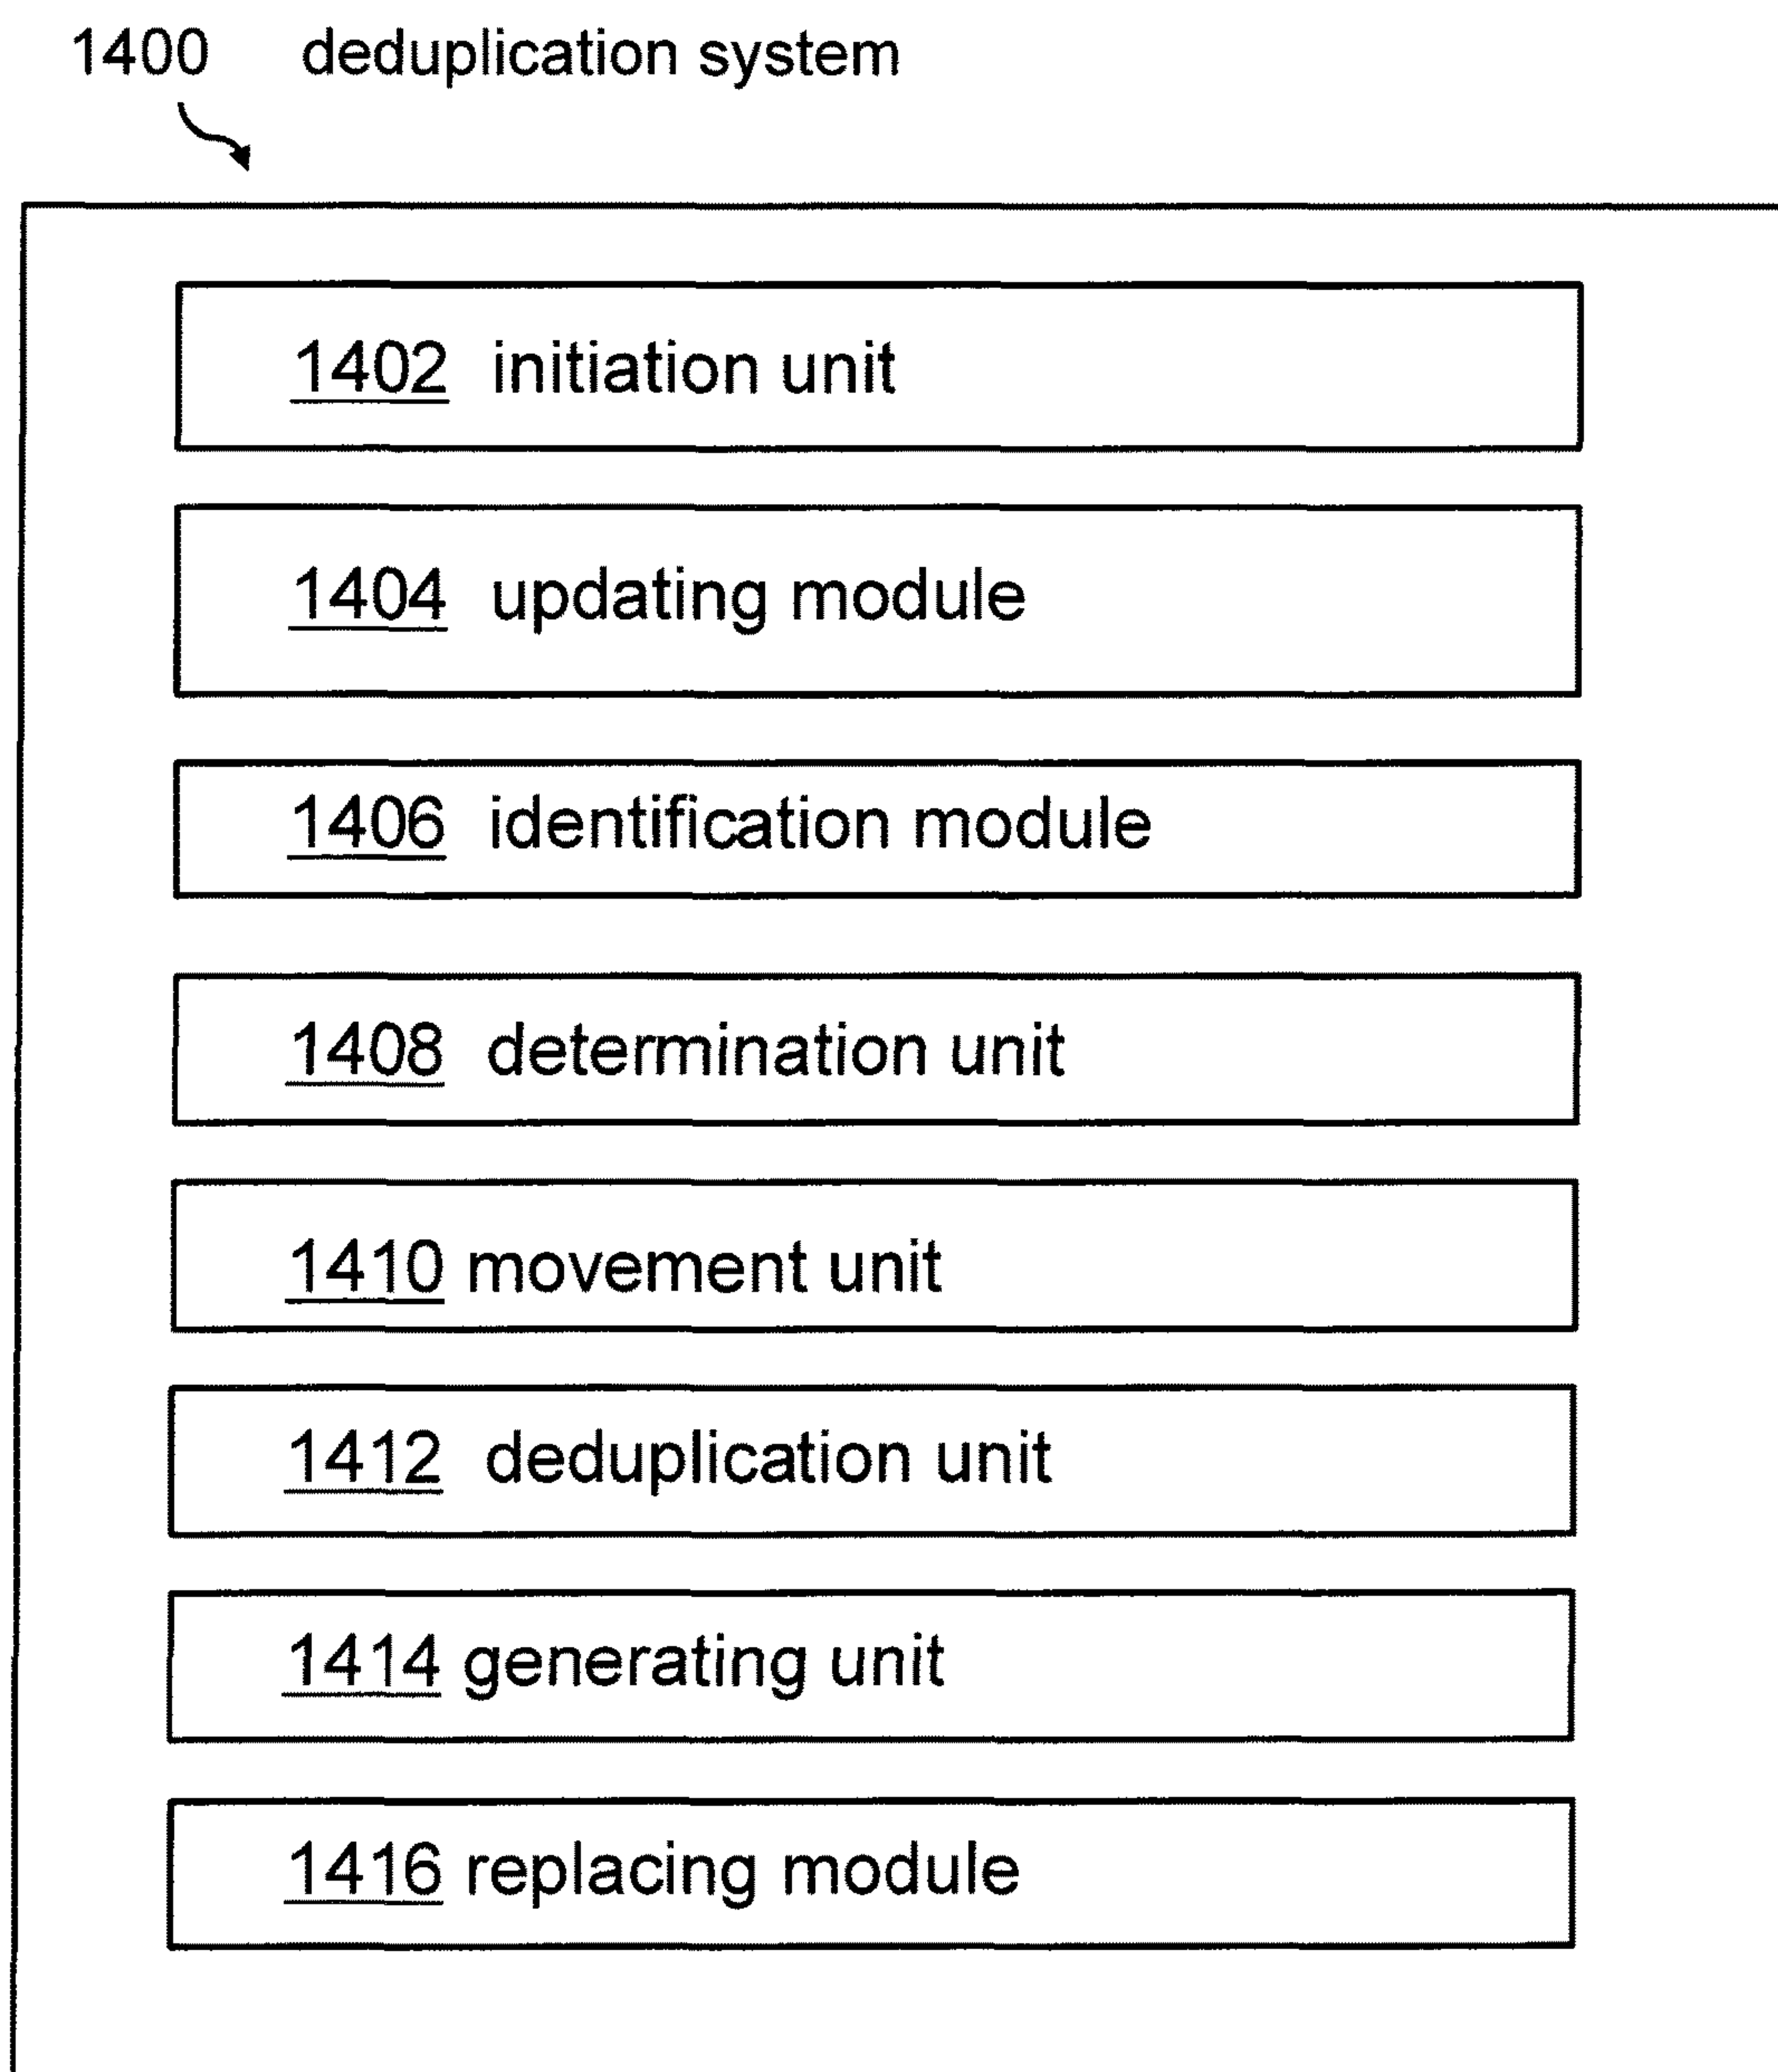 1400 deduplication system
1402 initiation unit
1404 updating module
1406 identification module
1408 determination unit
1410 movement unit
1412 deduplication unit
1414 generating unit
1416 replacing module